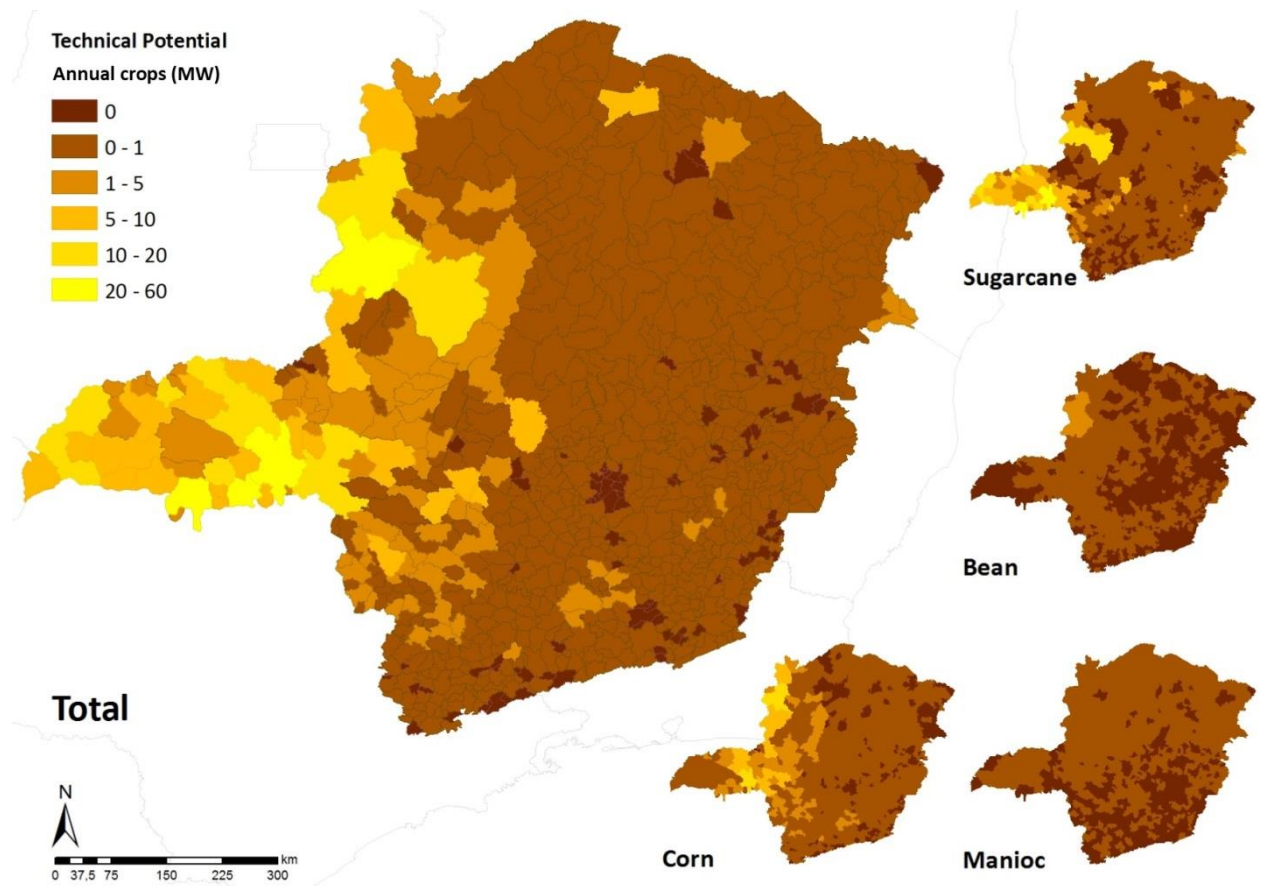 Technical Potential
Annual crops (MW)
0
0 - 1
1 - 5
5 - 10
10 - 20
20 - 60
Sugarcane
Bean
Total
N
km
0 37,5 75 150 225 300
Corn
Manioc